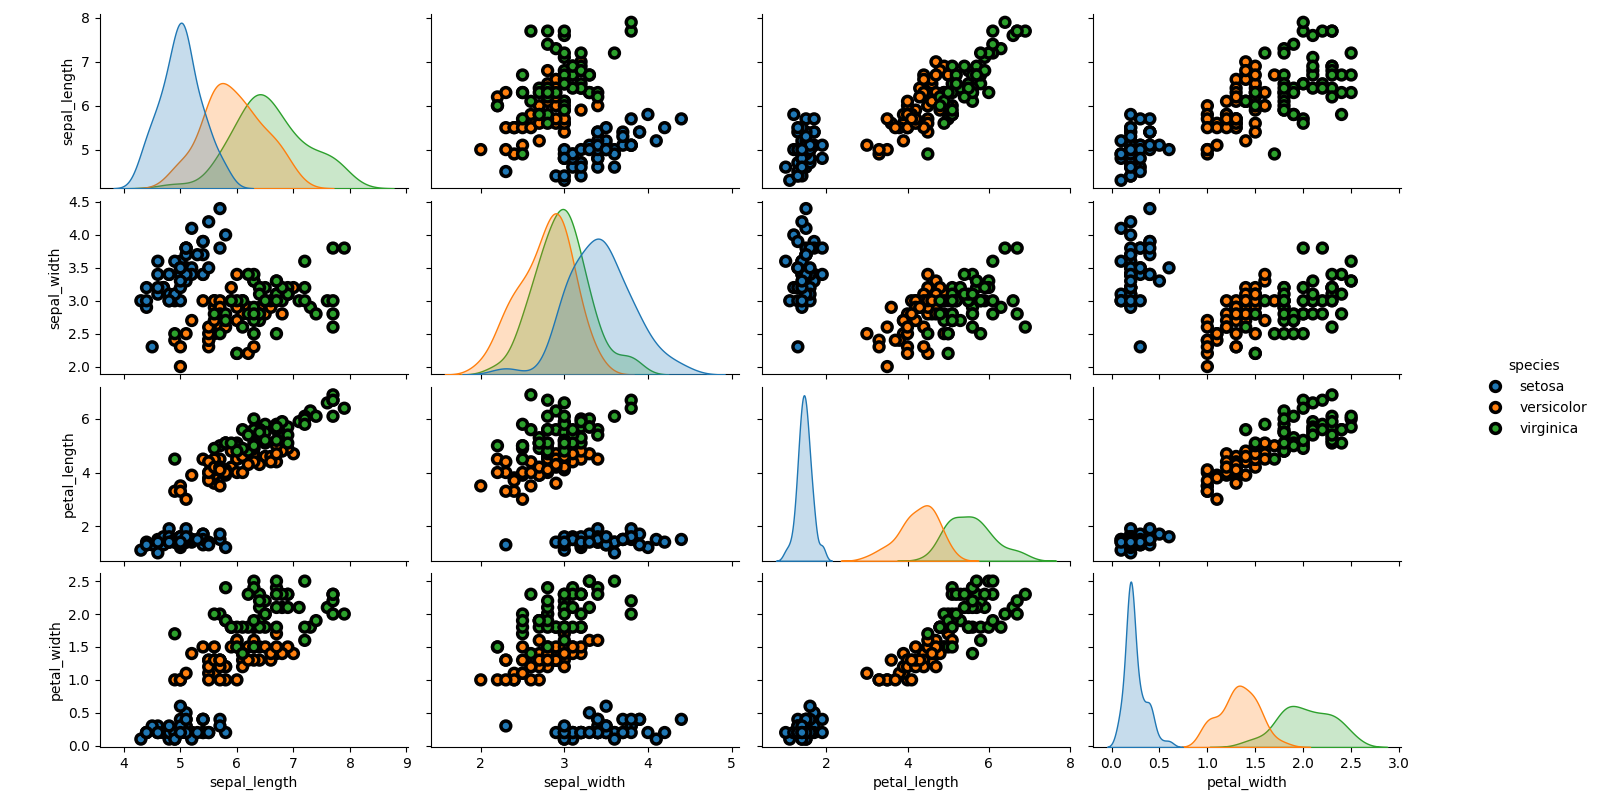 sepal_length
8
7
6
5
sepal_width
4.5
4.0
3.5
3.0
2.5
2.0
petal_length
6
4
2
petal_width
2.5
2.0
1.5
1.0
0.5
0.0
4 5 6 7 8 9
sepal_length
2 3 4 5
sepal_width
2 4 6 8
petal_length
0.0 0.5 1.0 1.5 2.0 2.5 3.0
petal_width
species
setosa
versicolor
virginica